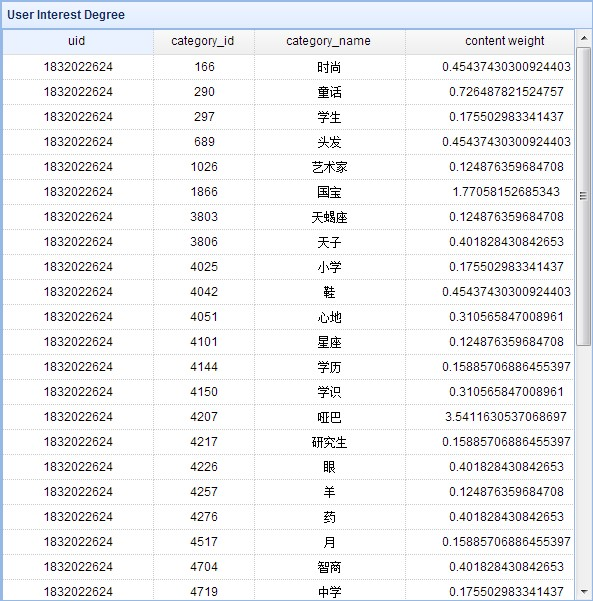 User Interest Degree
uid category_id category_name content weight
1832022624 166 时尚 0.45437430300924403
1832022624 290 童话 0.726487821524757
1832022624 297 学生 0.175502983341437
1832022624 689 头发 0.45437430300924403
1832022624 1026 艺术家 0.124876359684708
1832022624 1866 国宝 1.77058152685343
1832022624 3803 天蝎座 0.124876359684708
1832022624 3806 天子 0.401828430842653
1832022624 4025 小学 0.175502983341437
1832022624 4042 鞋 0.45437430300924403
1832022624 4051 心地 0.310565847008961
1832022624 4101 星座 0.124876359684708
1832022624 4144 学历 0.15885706886455397
1832022624 4150 学识 0.310565847008961
1832022624 4207 哑巴 3.5411630537068697
1832022624 4217 研究生 0.15885706886455397
1832022624 4226 眼 0.401828430842653
1832022624 4257 羊 0.124876359684708
1832022624 4276 药 0.401828430842653
1832022624 4517 月 0.15885706886455397
1832022624 4704 智商 0.401828430842653
1832022624 4719 中学 0.175502983341437